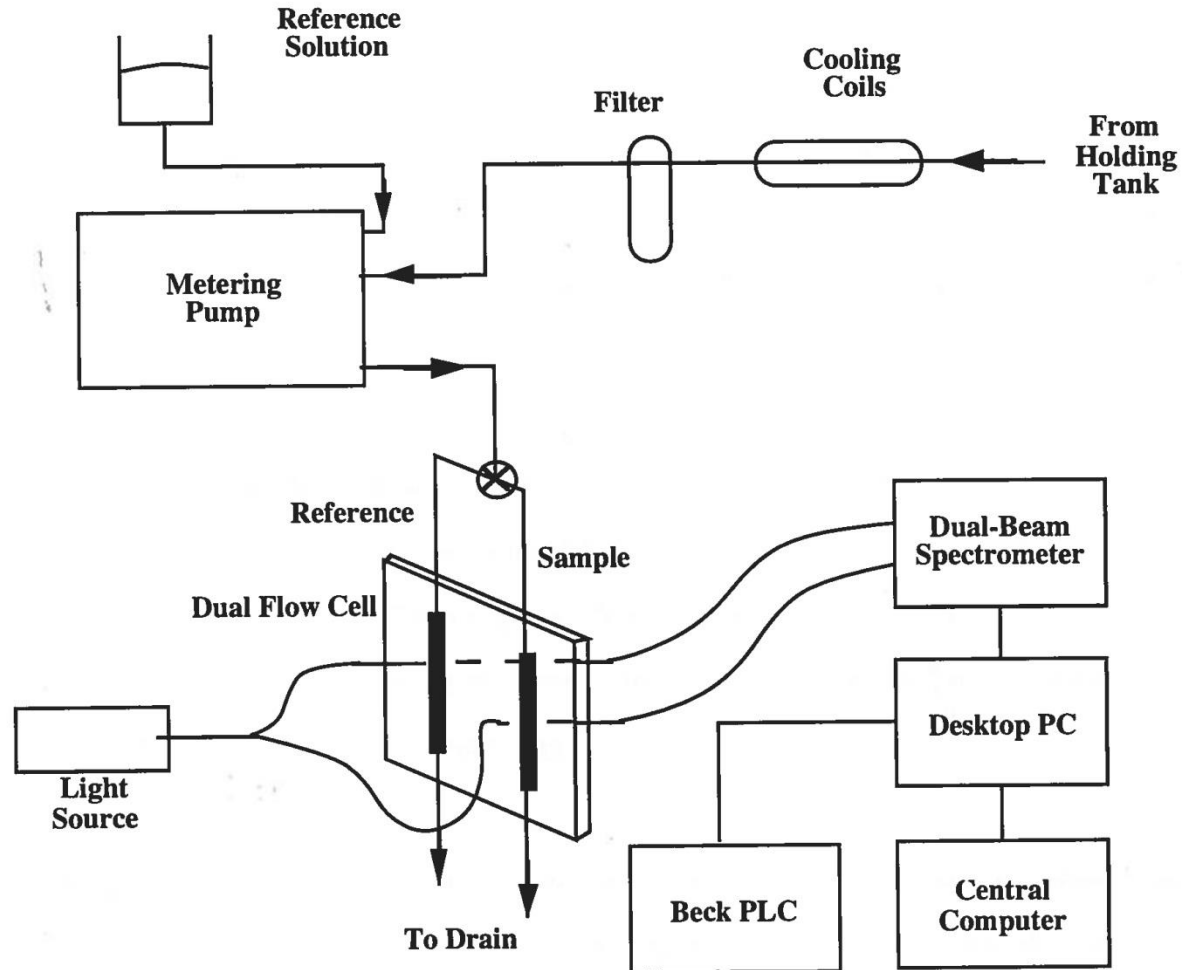 Reference
Solution
Cooling
Coils
Filter
From
Holding
Tank
Metering
Pump
Reference
Sample
Dual-Beam
Spectrometer
Dual Flow Cell
Desktop PC
Light
Source
Beck PLC
Central
Computer
To Drain